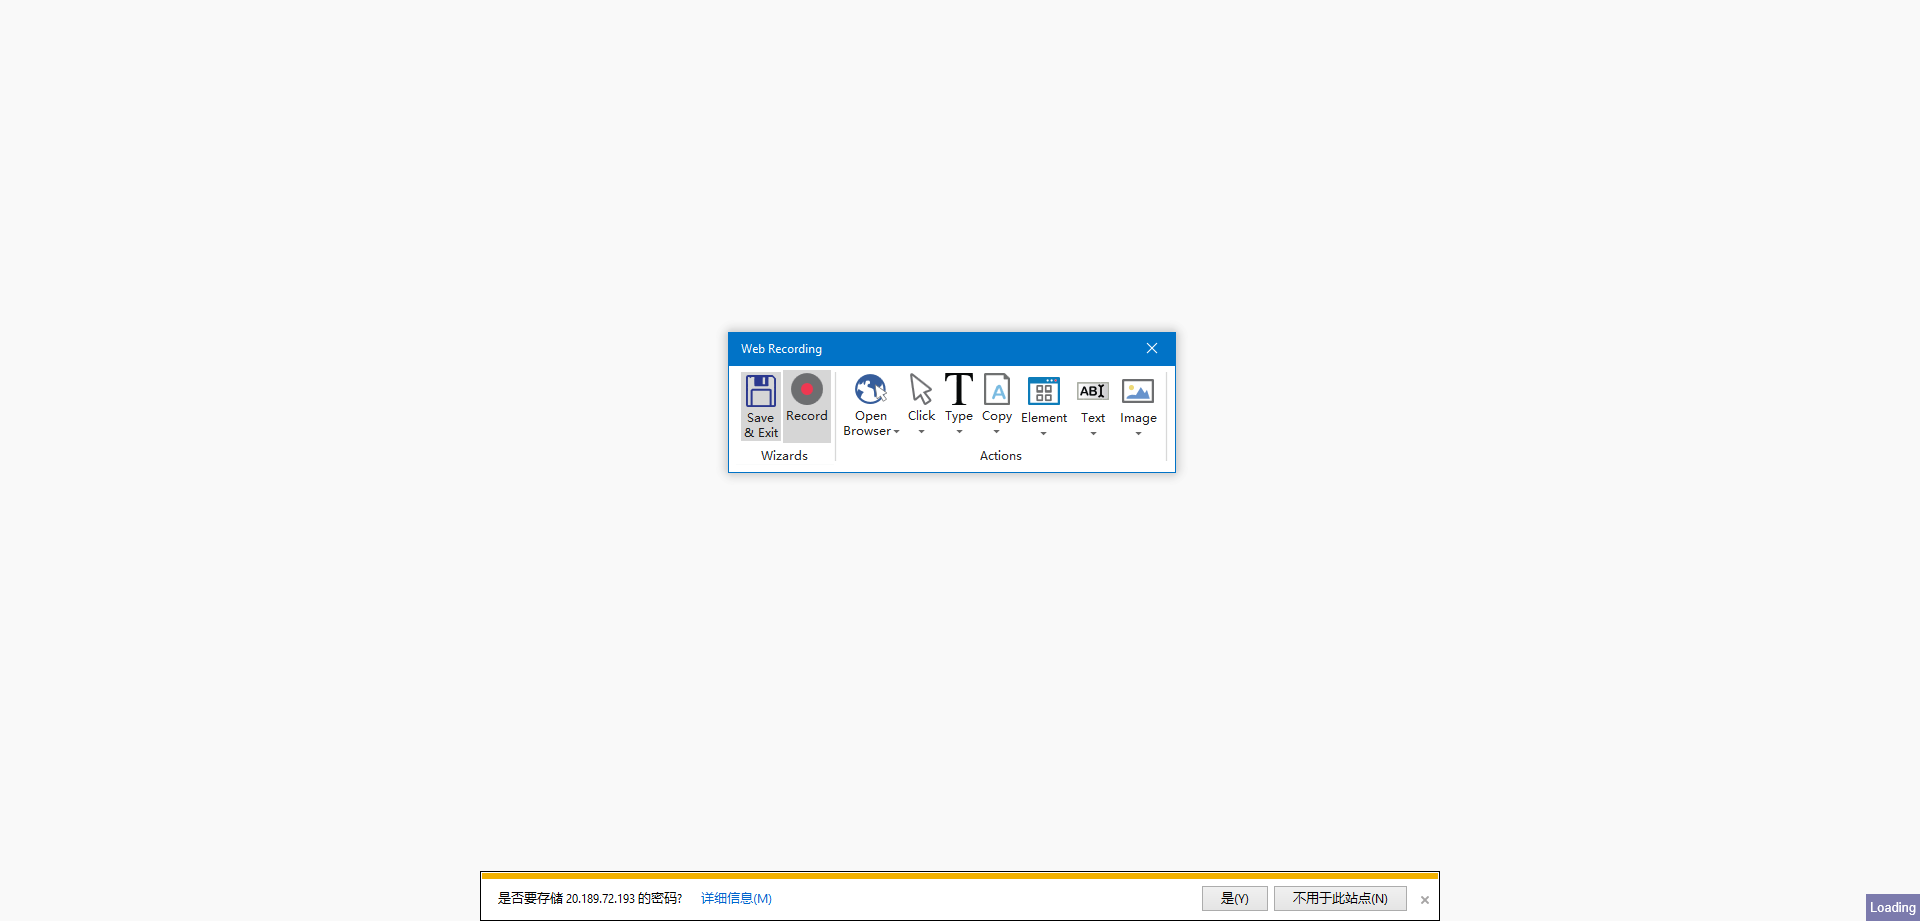 Web Recording
Save & Exit
Record
Open Browser
Click
Type
Copy
Element
Text
Image
Wizards
Actions
是否要存储 20.189.72.193 的密码?
详细信息(M)
是(Y)
不用于此站点(N)
Loading